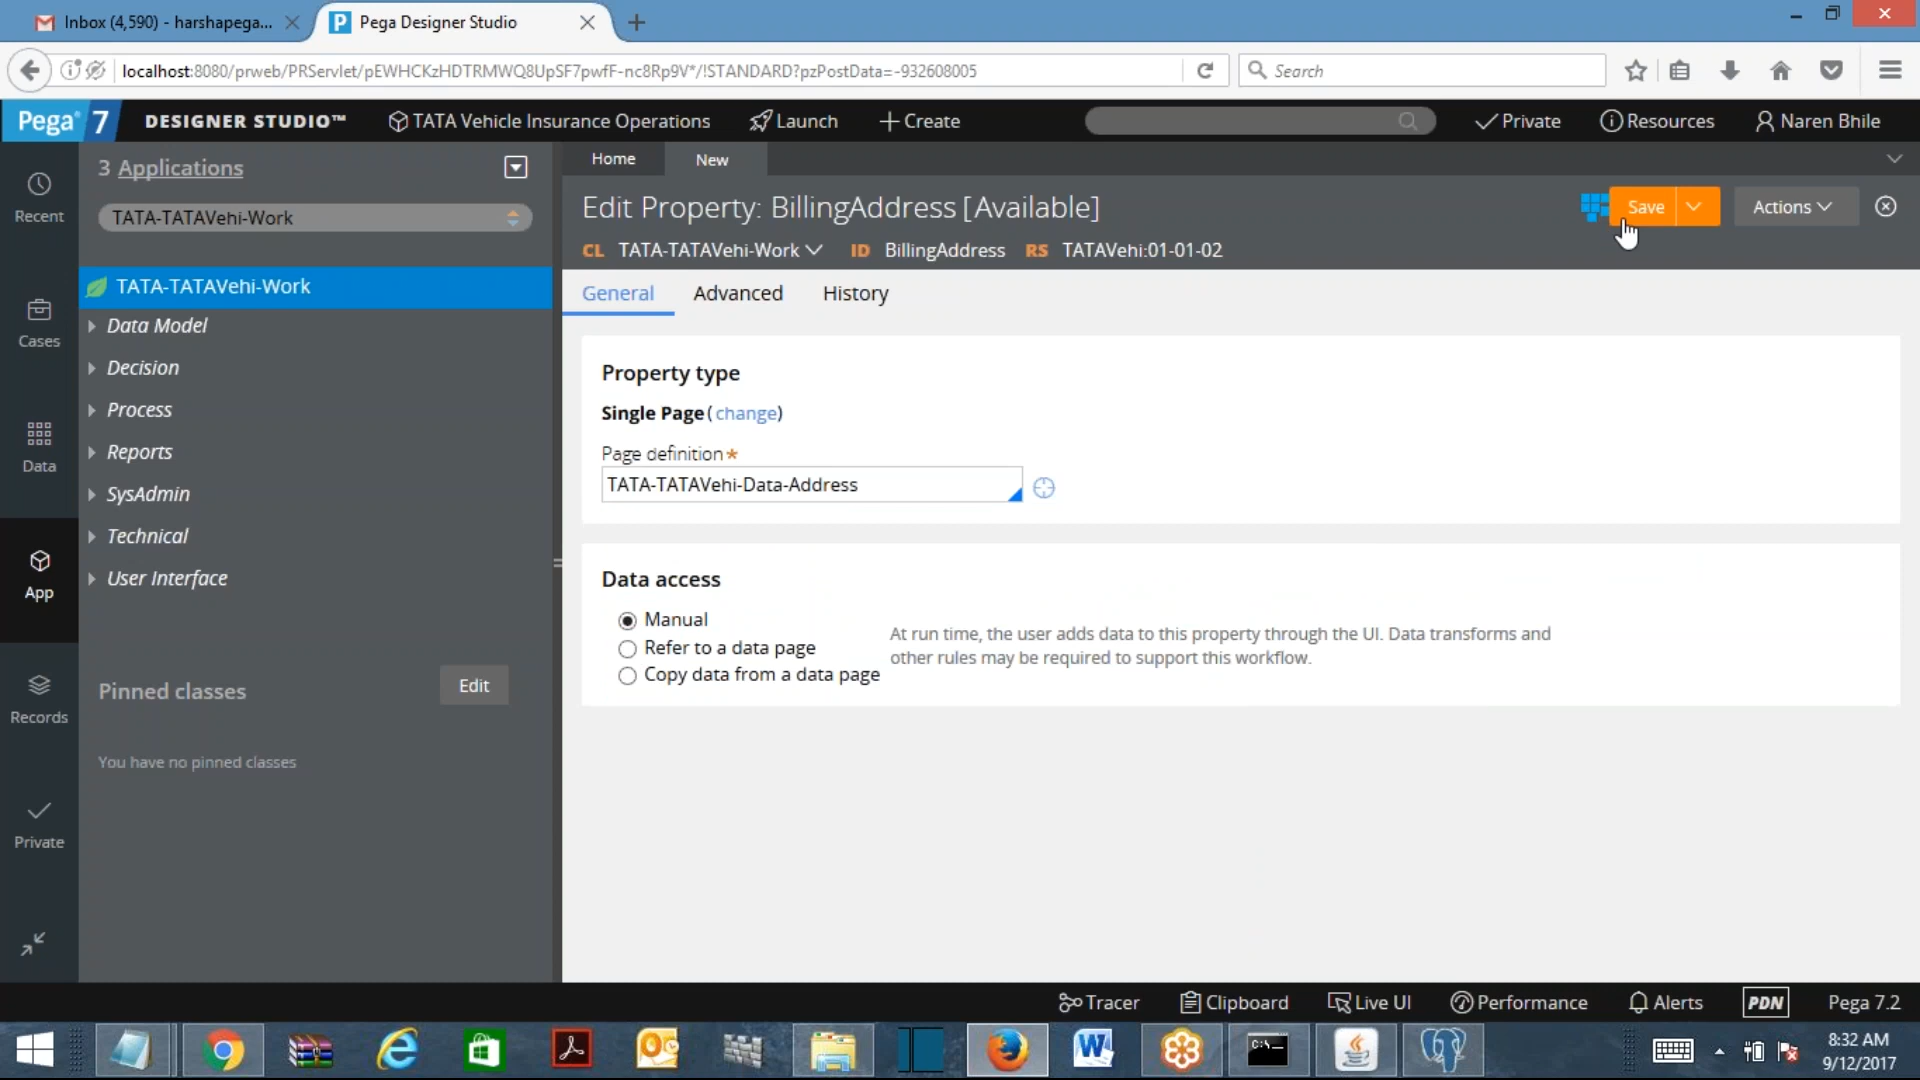 Inbox (4,590) - harshapega...
Pega Designer Studio
localhost:8080/prweb/PRServlet/pEWHCKzHDTRMWQ8UpSF7pwfF-nc8Rp9V*/!STANDARD?pzPostData=-932608005
Search
Pega 7
DESIGNER STUDIO™
TATA Vehicle Insurance Operations
Launch
Create
Private
Resources
Naren Bhile
Recent
Cases
Data
App
Records
Private
3 Applications
TATA-TATAVehi-Work
TATA-TATAVehi-Work
Data Model
Decision
Process
Reports
SysAdmin
Technical
User Interface
Pinned classes
Edit
You have no pinned classes
Home
New
Edit Property: BillingAddress [Available]
Save
Actions
CL TATA-TATAVehi-Work ID BillingAddress RS TATAVehi:01-01-02
General
Advanced
History
Property type
Single Page (change)
Page definition*
TATA-TATAVehi-Data-Address
Data access
Manual
Refer to a data page
Copy data from a data page
At run time, the user adds data to this property through the UI. Data transforms and
other rules may be required to support this workflow.
Tracer
Clipboard
Live UI
Performance
Alerts
PDN
Pega 7.2
8:32 AM
9/12/2017